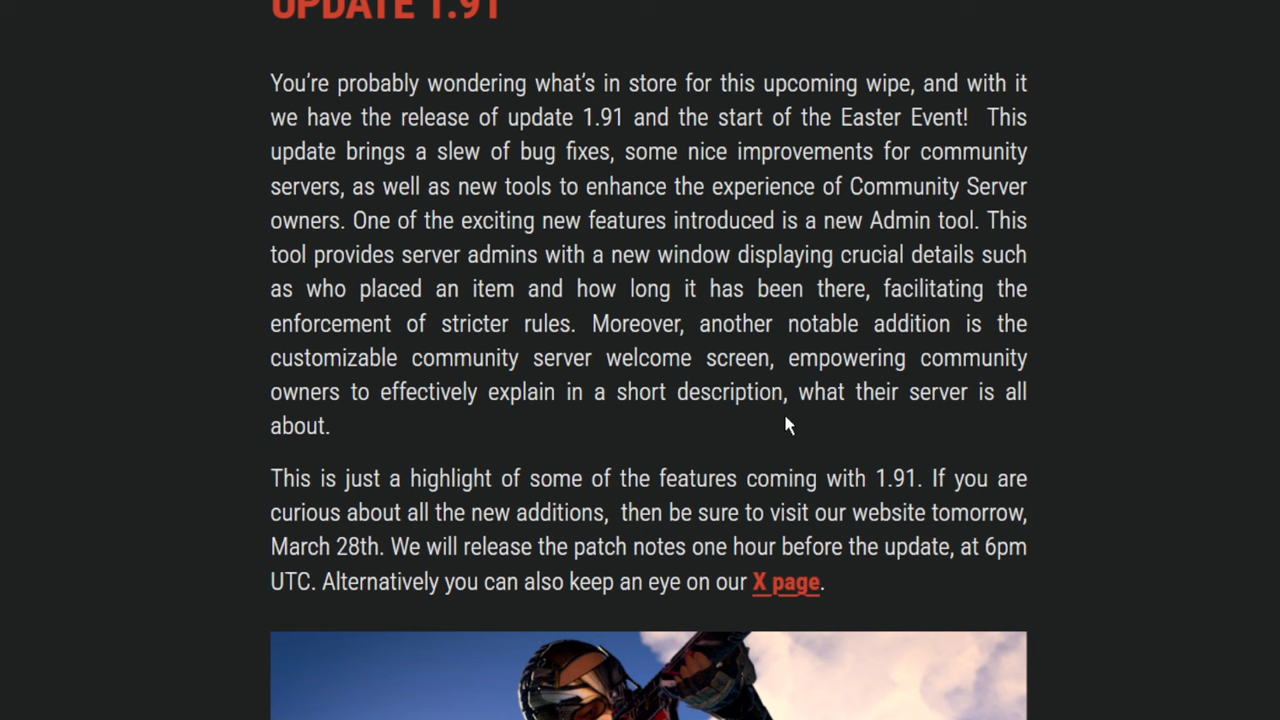 UPDATE 1.91
You're probably wondering what's in store for this upcoming wipe, and with it
we have the release of update 1.91 and the start of the Easter Event!  This
update brings a slew of bug fixes, some nice improvements for community
servers, as well as new tools to enhance the experience of Community Server
owners. One of the exciting new features introduced is a new Admin tool. This
tool provides server admins with a new window displaying crucial details such
as who placed an item and how long it has been there, facilitating the
enforcement of stricter rules. Moreover, another notable addition is the
customizable community server welcome screen, empowering community
owners to effectively explain in a short description, what their server is all
about.
This is just a highlight of some of the features coming with 1.91. If you are
curious about all the new additions,  then be sure to visit our website tomorrow,
March 28th. We will release the patch notes one hour before the update, at 6pm
UTC. Alternatively you can also keep an eye on our X page.